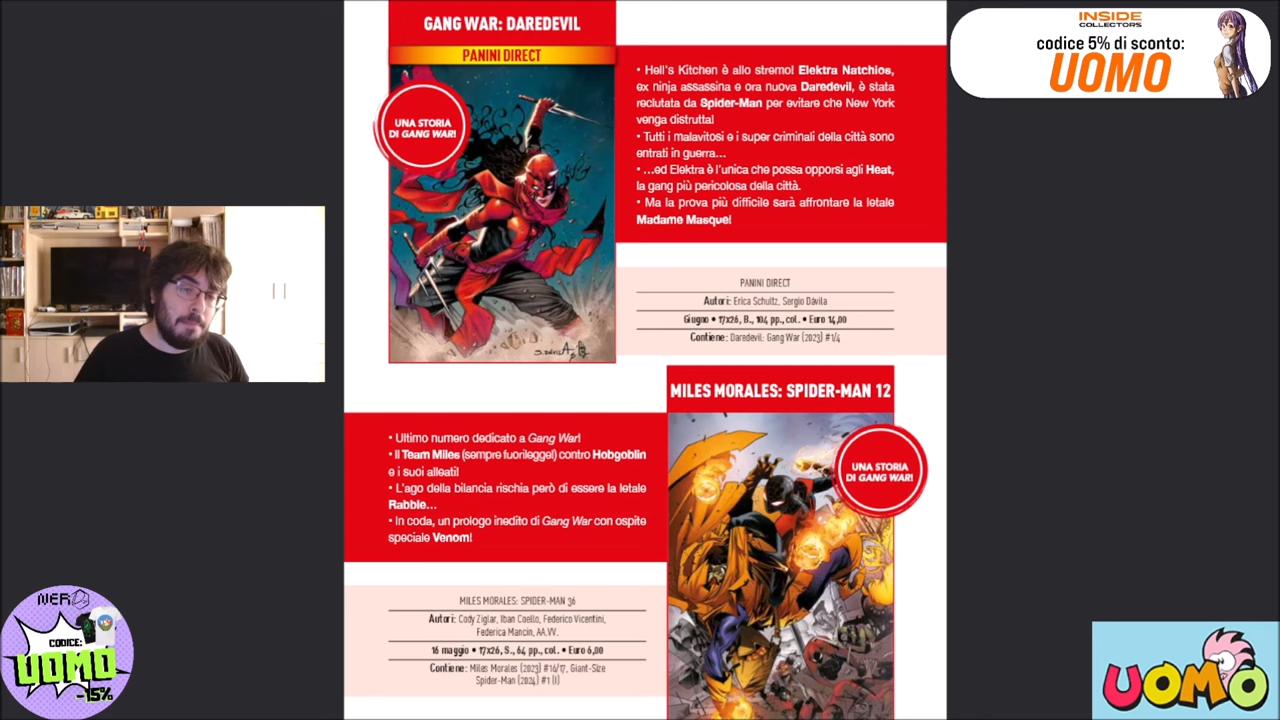 GANG WAR: DAREDEVIL
PANINI DIRECT
UNA STORIA
DI GANG WAR!
• Hell's Kitchen è allo stremo! Elektra Natchios,
ex ninja assassina e ora nuova Daredevil, è stata
reclutata da Spider-Man per evitare che New York
venga distrutta!
• Tutti i malavitosi e i super criminali della città sono
entrati in guerra...
• ...ed Elektra è l'unica che possa opporsi agli Heat,
la gang più pericolosa della città.
• Ma la prova più difficile sarà affrontare la letale
Madame Masque!
PANINI DIRECT
Autori: Erica Schultz, Sergio Dávila
Giugno • 17x26, B., 104 pp., col. • Euro 14,00
Contiene: Daredevil: Gang War (2023) #1/4
MILES MORALES: SPIDER-MAN 12
UNA STORIA
DI GANG WAR!
• Ultimo numero dedicato a Gang War!
• Il Team Miles (sempre fuorilegge!) contro Hobgoblin
e i suoi alleati!
• L'ago della bilancia rischia però di essere la letale
Rabble...
• In coda, un prologo inedito di Gang War con ospite
speciale Venom!
MILES MORALES: SPIDER-MAN 36
Autori: Cody Ziglar, Iban Coello, Federico Vicentini,
Federica Mancin, AA.VV.
16 maggio • 17x26, S., 64 pp., col. • Euro 6,00
Contiene: Miles Morales (2023) #16/17, Giant-Size
Spider-Man (2024) #1 (I)
INSIDE
COLLECTORS
codice 5% di sconto:
UOMO
NERO
CODICE:
UOMO
-15%
UOMO